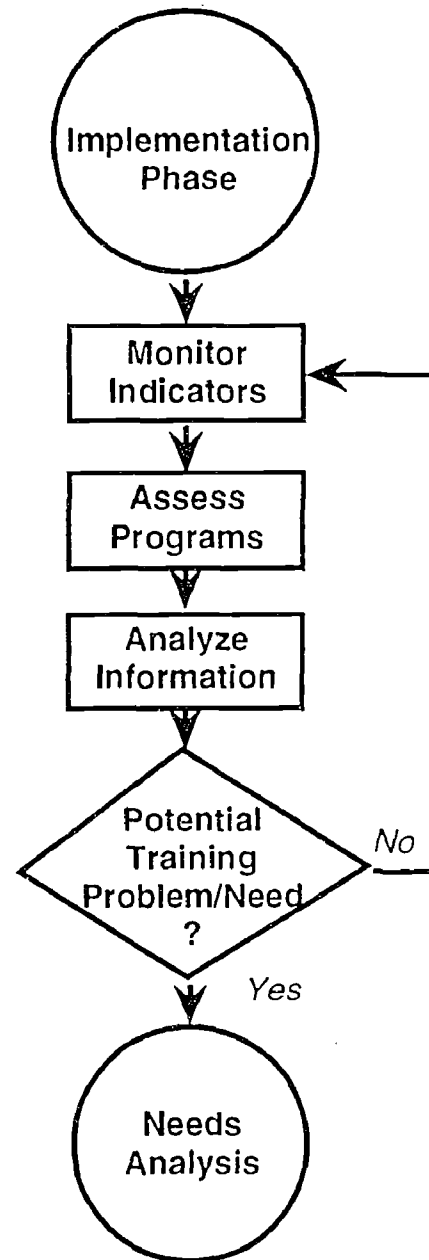 Implementation
Phase
Monitor
Indicators
Assess
Programs
Analyze
Information
Potential
Training
Problem/Need
?
No
Yes
Needs
Analysis